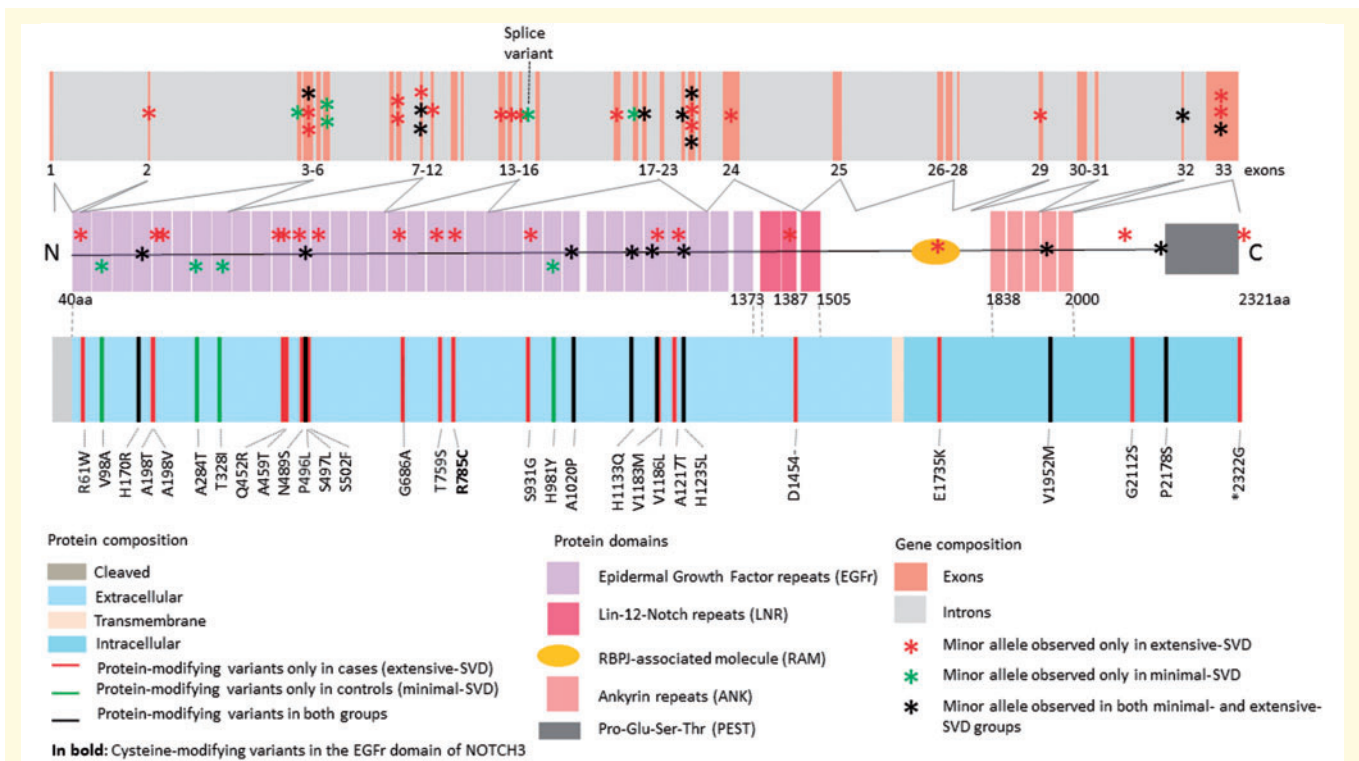 Splice
variant
1 2 3-6 7-12 13-16 17-23 24 25 26-28 29 30-31 32 33 exons
N C
40aa 1373 1387 1505 1838 2000 2321aa
R61W
V98A
H170R
A198T
A198V
A284T
T328I
Q452R
A459T
N489S
P496L
S497L
S502F
G686A
T759S
R785C
S931G
H981Y
A1020P
H1133Q
V1183M
V1186L
A1217T
H1235L
D1454-
E1735K
V1952M
G2112S
P2178S
*2322G
Protein composition
Cleaved
Extracellular
Transmembrane
Intracellular
Protein-modifying variants only in cases (extensive-SVD)
Protein-modifying variants only in controls (minimal-SVD)
Protein-modifying variants in both groups
In bold: Cysteine-modifying variants in the EGFr domain of NOTCH3
Protein domains
Epidermal Growth Factor repeats (EGFr)
Lin-12-Notch repeats (LNR)
RBPJ-associated molecule (RAM)
Ankyrin repeats (ANK)
Pro-Glu-Ser-Thr (PEST)
Gene composition
Exons
Introns
Minor allele observed only in extensive-SVD
Minor allele observed only in minimal-SVD
Minor allele observed in both minimal- and extensive-
SVD groups